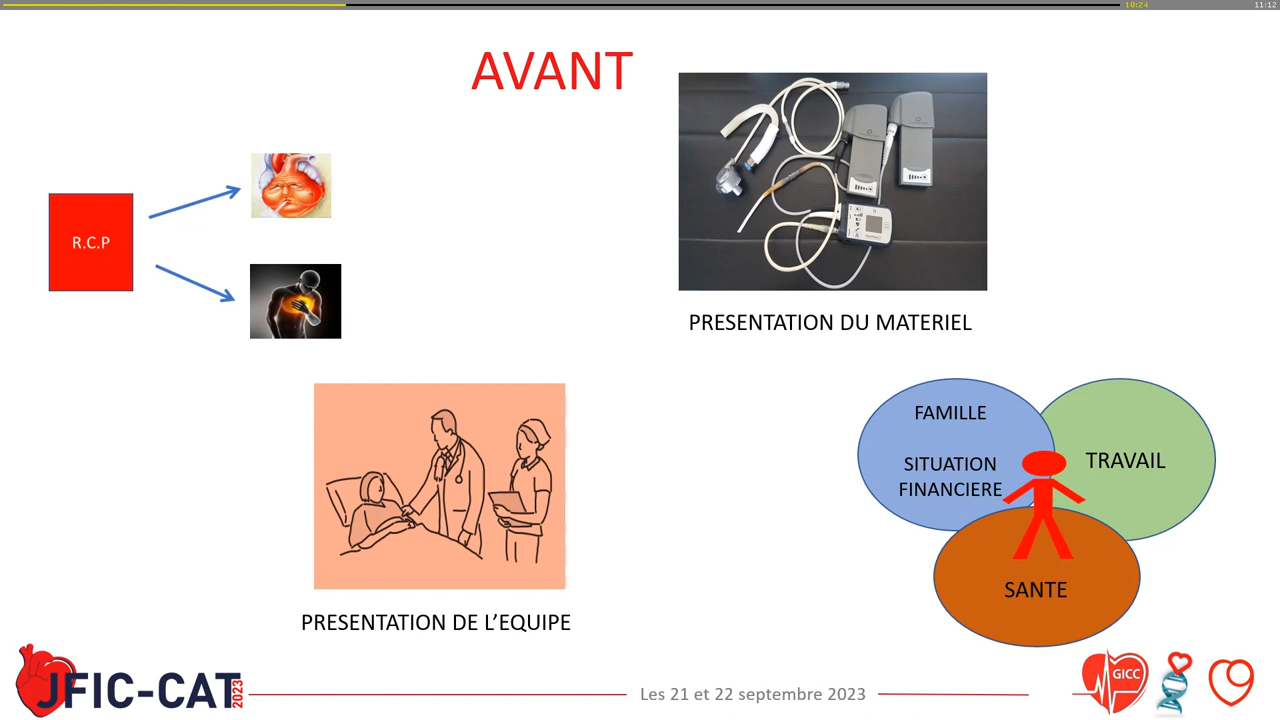 10:24
11:12
AVANT
R.C.P
PRESENTATION DU MATERIEL
FAMILLE
SITUATION
FINANCIERE
TRAVAIL
SANTE
PRESENTATION DE L’EQUIPE
JFIC-CAT
2023
Les 21 et 22 septembre 2023
GICC